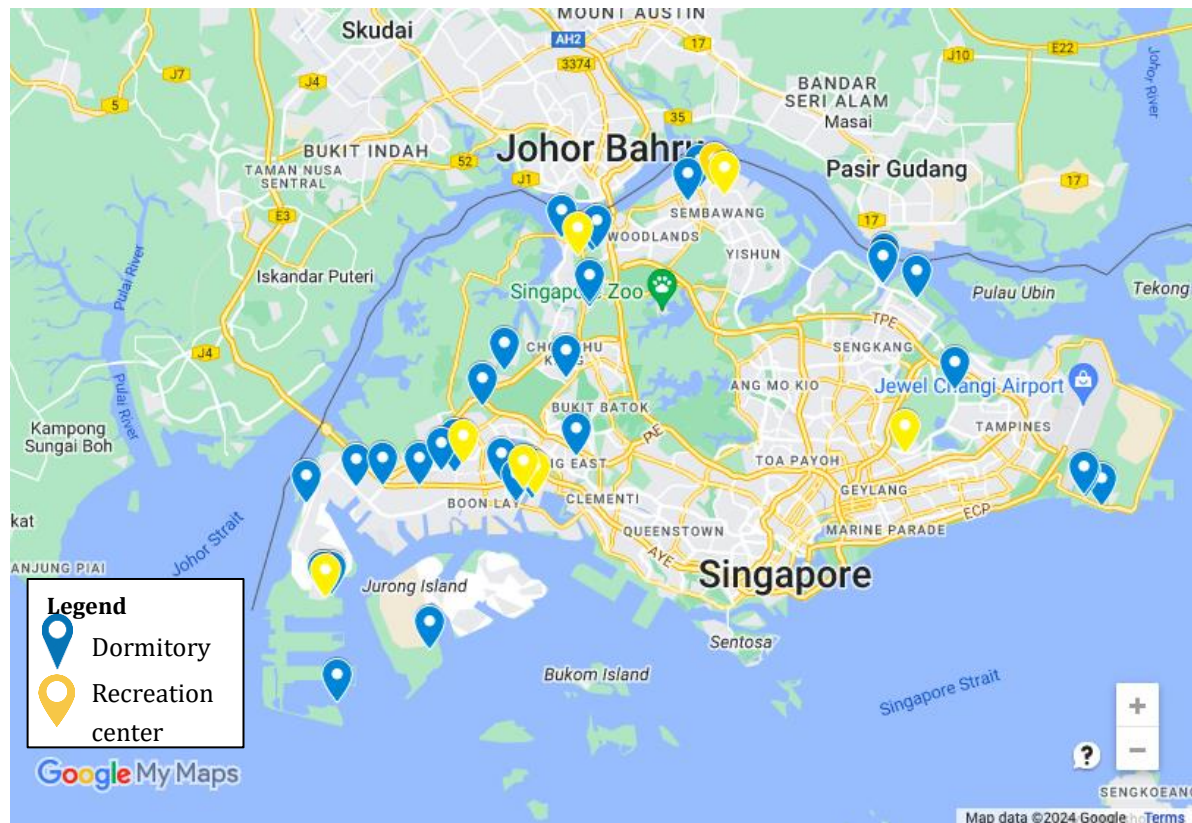 MOUNT AUSTIN
Skudai
AH2
17
E22
J10
3374
J7
J4
5
BANDAR
SERI ALAM
Masai
Johor River
35
BUKIT INDAH
Johor Bahru
TAMAN NUSA
SENTRAL
52
J1
Pasir Gudang
17
E3
SEMBAWANG
17
WOODLANDS
YISHUN
Pulai River
Iskandar Puteri
Singapore Zoo
Pulau Ubin
Tekong
TPE
J4
SENGKANG
Pulai River
ANG MO KIO
Jewel Changi Airport
BUKIT BATOK
Kampong
Sungai Boh
PIE
TAMPINES
TOA PAYOH
BOON LAY
CLEMENTI
GEYLANG
ECP
kat
Johor Strait
QUEENSTOWN
MARINE PARADE
AYE
ANJUNG PIAI
Jurong Island
Singapore
Legend
Dormitory
Recreation
center
Sentosa
Bukom Island
Singapore Strait
+
−
?
Google My Maps
SENGKOEANG
Map data ©2024 Google
Terms